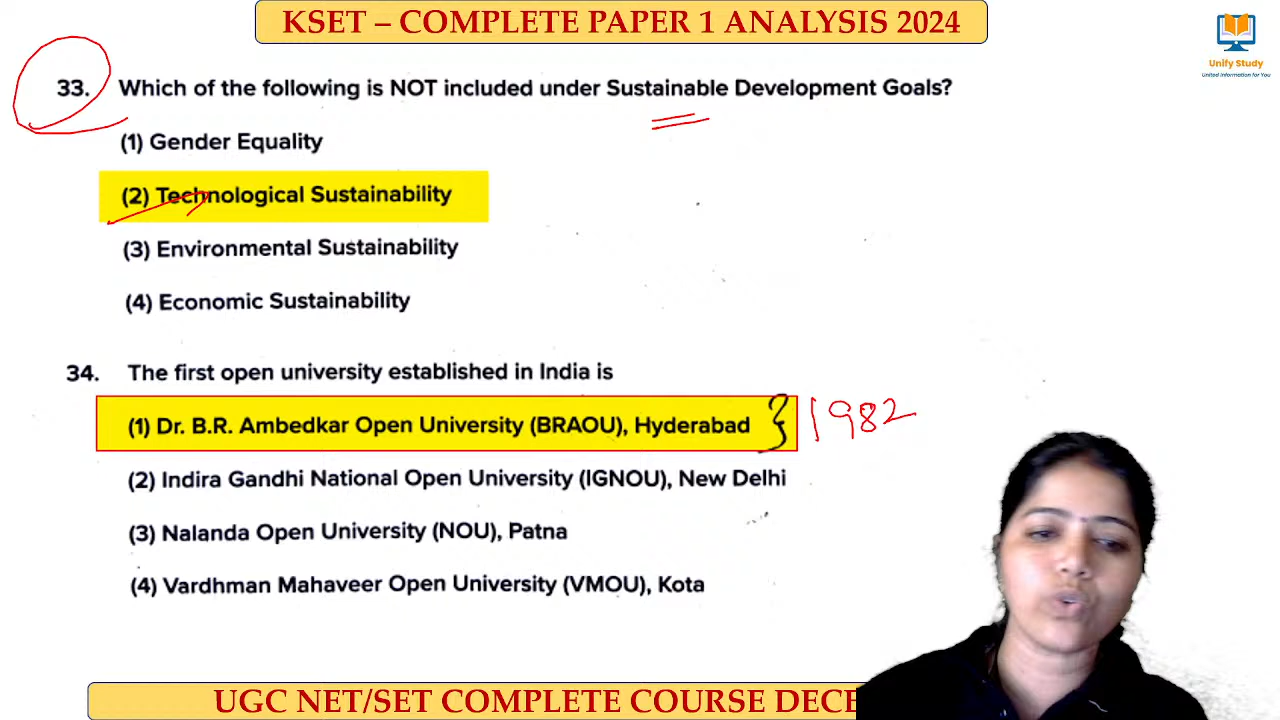 KSET – COMPLETE PAPER 1 ANALYSIS 2024
Unify Study
United Information for You
33. Which of the following is NOT included under Sustainable Development Goals?
(1) Gender Equality
(2) Technological Sustainability
(3) Environmental Sustainability
(4) Economic Sustainability
34. The first open university established in India is
(1) Dr. B.R. Ambedkar Open University (BRAOU), Hyderabad } 1982
(2) Indira Gandhi National Open University (IGNOU), New Delhi
(3) Nalanda Open University (NOU), Patna
(4) Vardhman Mahaveer Open University (VMOU), Kota
UGC NET/SET COMPLETE COURSE DECE